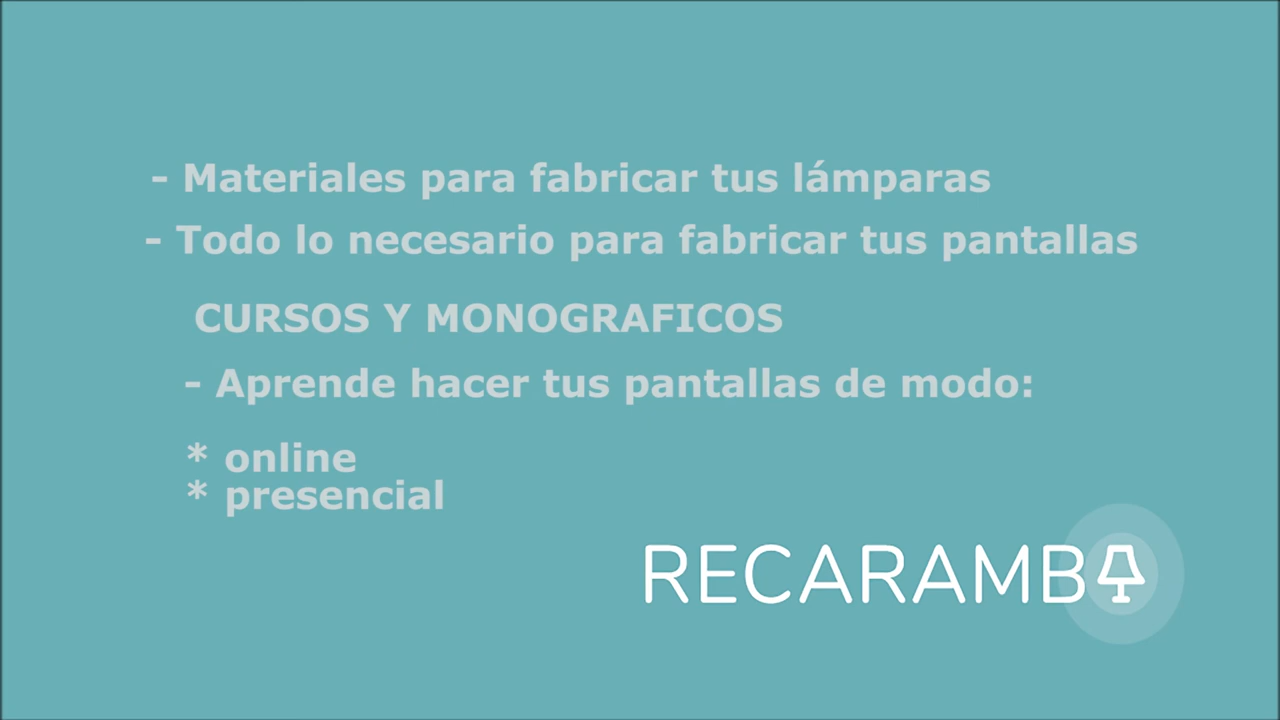 - Materiales para fabricar tus lámparas
- Todo lo necesario para fabricar tus pantallas
CURSOS Y MONOGRAFICOS
- Aprende hacer tus pantallas de modo:
* online
* presencial
RECARAMBA